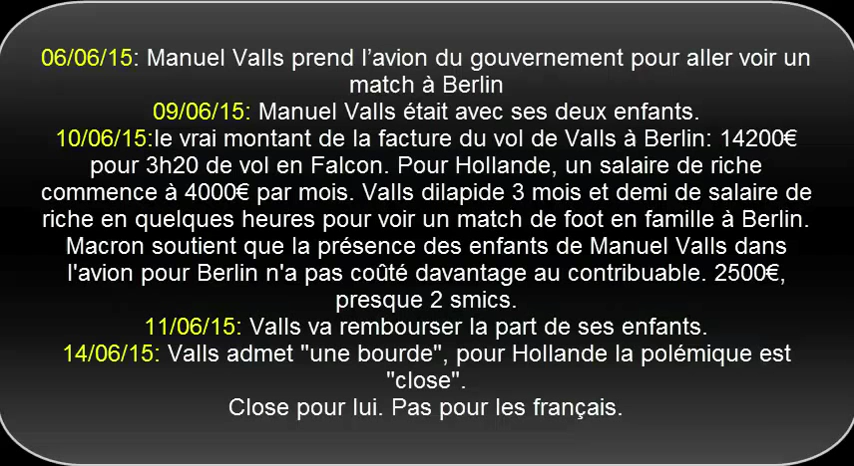 06/06/15: Manuel Valls prend l’avion du gouvernement pour aller voir un
match à Berlin
09/06/15: Manuel Valls était avec ses deux enfants.
10/06/15:le vrai montant de la facture du vol de Valls à Berlin: 14200€
pour 3h20 de vol en Falcon. Pour Hollande, un salaire de riche
commence à 4000€ par mois. Valls dilapide 3 mois et demi de salaire de
riche en quelques heures pour voir un match de foot en famille à Berlin.
Macron soutient que la présence des enfants de Manuel Valls dans
l'avion pour Berlin n'a pas coûté davantage au contribuable. 2500€,
presque 2 smics.
11/06/15: Valls va rembourser la part de ses enfants.
14/06/15: Valls admet "une bourde", pour Hollande la polémique est
"close".
Close pour lui. Pas pour les français.